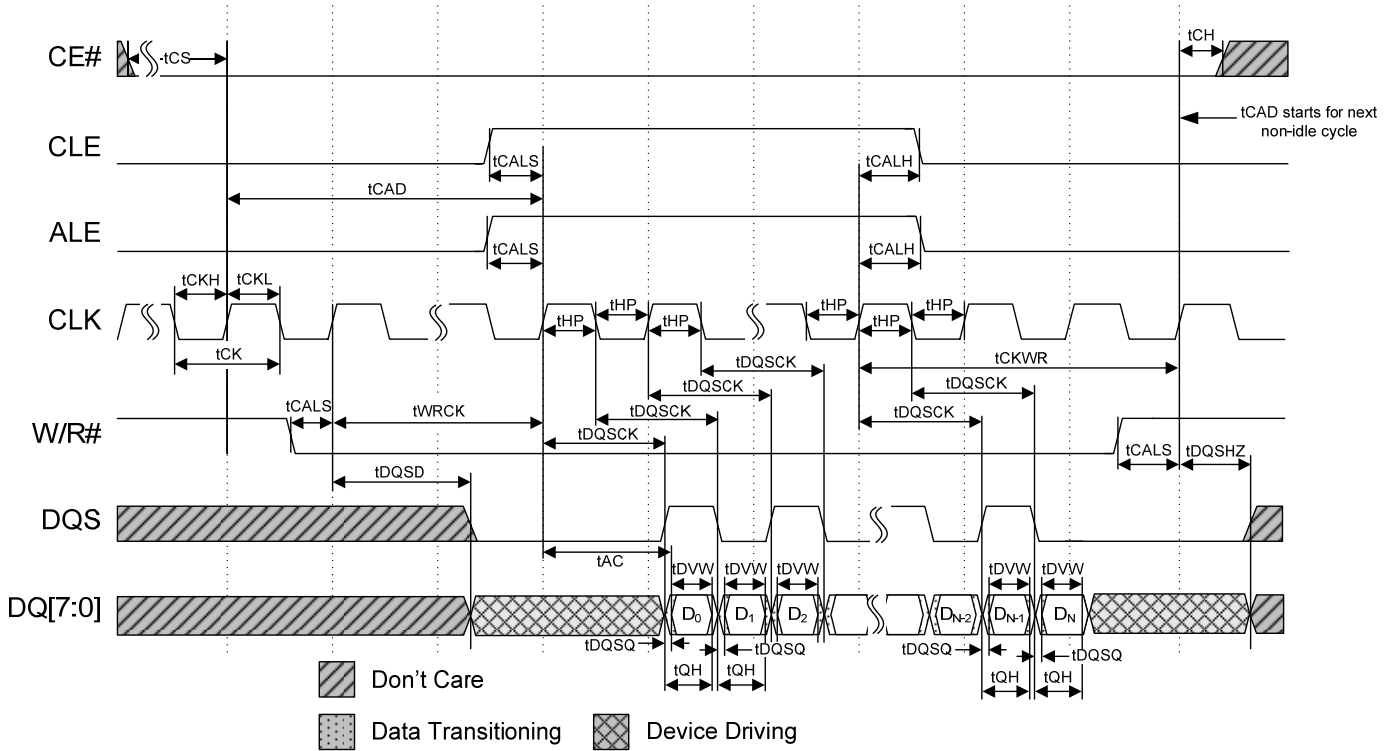 CE#
tCS
tCH
tCAD starts for next
non-idle cycle
CLE
tCALS
tCALH
tCAD
ALE
tCALS
tCALH
CLK
tCKH
tCKL
tCK
tHP
tHP
tHP
tHP
tHP
tHP
tCKWR
tDQSCK
tDQSCK
tDQSCK
tDQSCK
tDQSCK
tDQSCK
W/R#
tCALS
tWRCK
tCALS
tDQSHZ
tDQSD
DQS
tAC
tDVW
tDVW
tDVW
tDVW
tDVW
DQ[7:0]
D0
D1
D2
DN-2
DN-1
DN
tDQSQ
tDQSQ
tDQSQ
tDQSQ
tQH
tQH
tQH
tQH
Don't Care
Data Transitioning
Device Driving